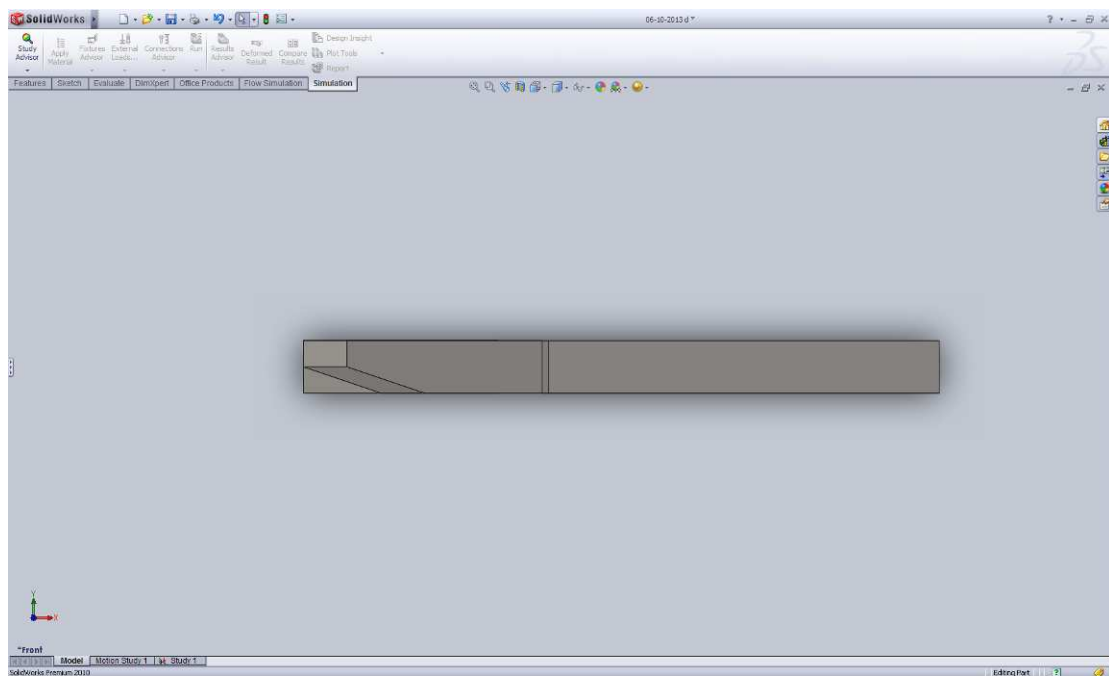 SolidWorks
06-10-2013 d *
Study Advisor
Apply Material
Fixtures Advisor
External Loads...
Connections Advisor
Run
Results Advisor
Deformed Result
Compare Results
Design Insight
Plot Tools
Report
Features Sketch Evaluate DimXpert Office Products Flow Simulation Simulation
Y
X
*Front
Model Motion Study 1 Study 1
SolidWorks Premium 2010
Editing Part